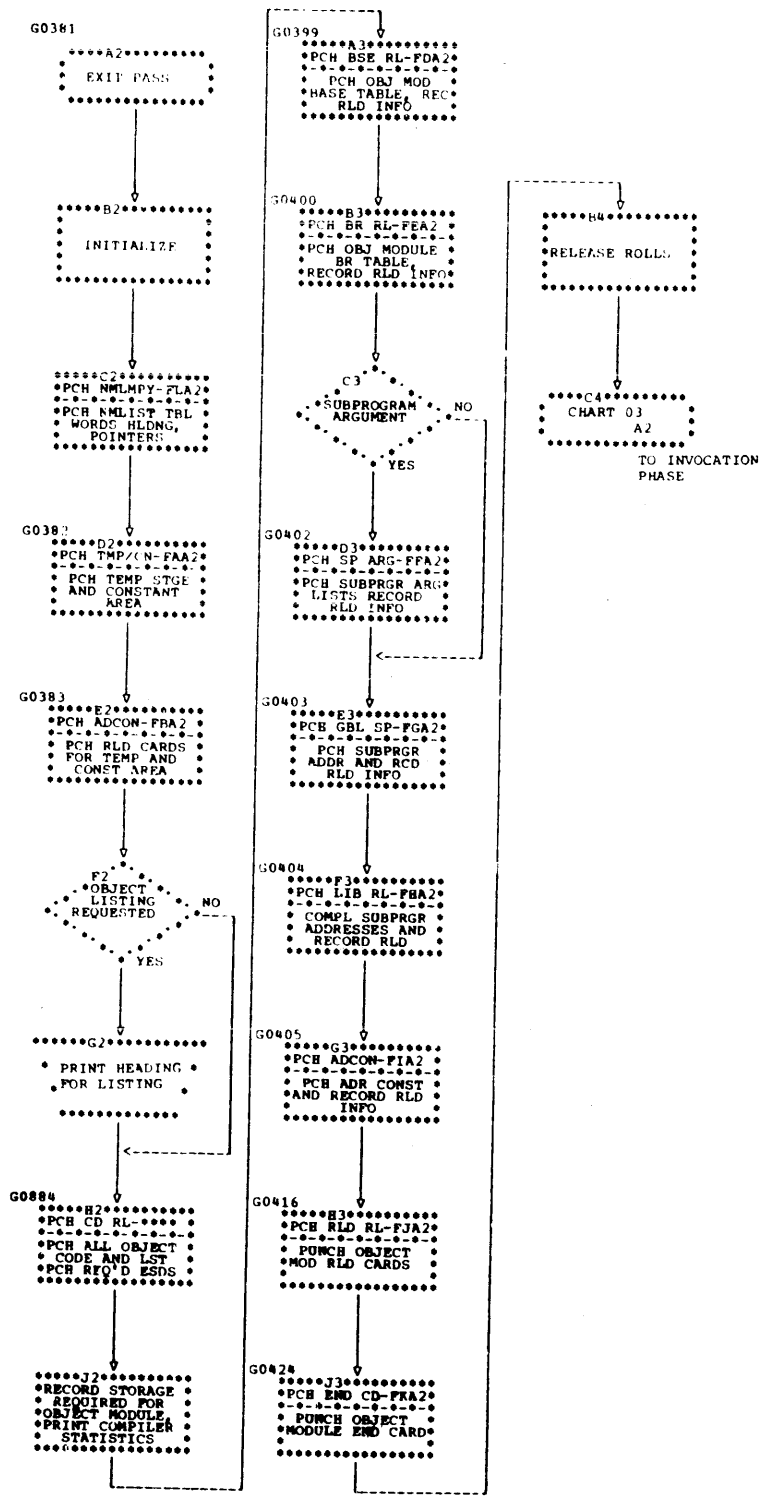 G0381
A2
EXIT PASS
B2
INITIALIZE
C2
PCH NMLMPY-FLA2
PCH NMLIST TBL
WORDS HLDNG,
POINTERS
G0382
D2
PCH TMP/CN-FAA2
PCH TEMP STGE
AND CONSTANT
AREA
G0383
E2
PCH ADCON-FBA2
PCH RLD CARDS
FOR TEMP AND
CONST AREA
F2
OBJECT
LISTING
REQUESTED
NO
YES
G2
PRINT HEADING
FOR LISTING
G0884
H2
PCH CD RL-****
PCH ALL OBJECT
CODE AND LST
PCH REQ'D ESDS
J2
RECORD STORAGE
REQUIRED FOR
OBJECT MODULE,
PRINT COMPILER
STATISTICS
G0399
A3
PCH BSE RL-FDA2
PCH OBJ MOD
BASE TABLE, REC
RLD INFO
G0400
B3
PCH BR RL-FEA2
PCH OBJ MODULE
BR TABLE,
RECORD RLD INFO
C3
SUBPROGRAM
ARGUMENT
NO
YES
G0402
D3
PCH SP ARG-FFA2
PCH SUBPRGR ARG
LISTS RECORD
RLD INFO
G0403
E3
PCH GBL SP-FGA2
PCH SUBPRGR
ADDR AND RCD
RLD INFO
G0404
F3
PCH LIB RL-FHA2
COMPL SUBPRGR
ADDRESSES AND
RECORD RLD
G0405
G3
PCH ADCON-FIA2
PCH ADR CONST
AND RECORD RLD
INFO
G0416
H3
PCH RLD RL-FJA2
PUNCH OBJECT
MOD RLD CARDS
G0424
J3
PCH END CD-FKA2
PUNCH OBJECT
MODULE END CARD
B4
RELEASE ROLLS
C4
CHART 03
A2
TO INVOCATION
PHASE